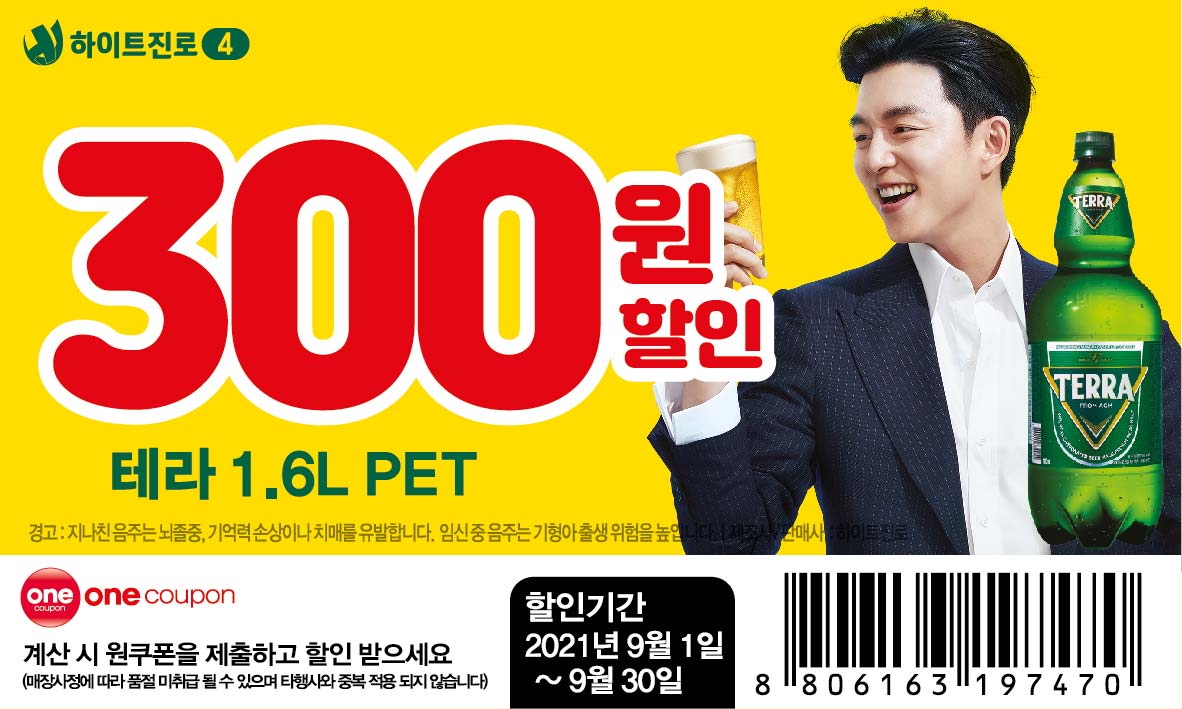 하이트진로 4
300원 할인
테라 1.6L PET
경고 : 지나친 음주는 뇌졸중, 기억력 손상이나 치매를 유발합니다. 임신 중 음주는 기형아 출생 위험을 높입니다. | 제조사/판매사 : 하이트진로
TERRA
TERRA
FROM AGM
one
coupon
one coupon
계산 시 원쿠폰을 제출하고 할인 받으세요
(매장사정에 따라 품절 미취급 될 수 있으며 타행사와 중복 적용 되지 않습니다)
할인기간
2021년 9월 1일
~ 9월 30일
8 806163 197470